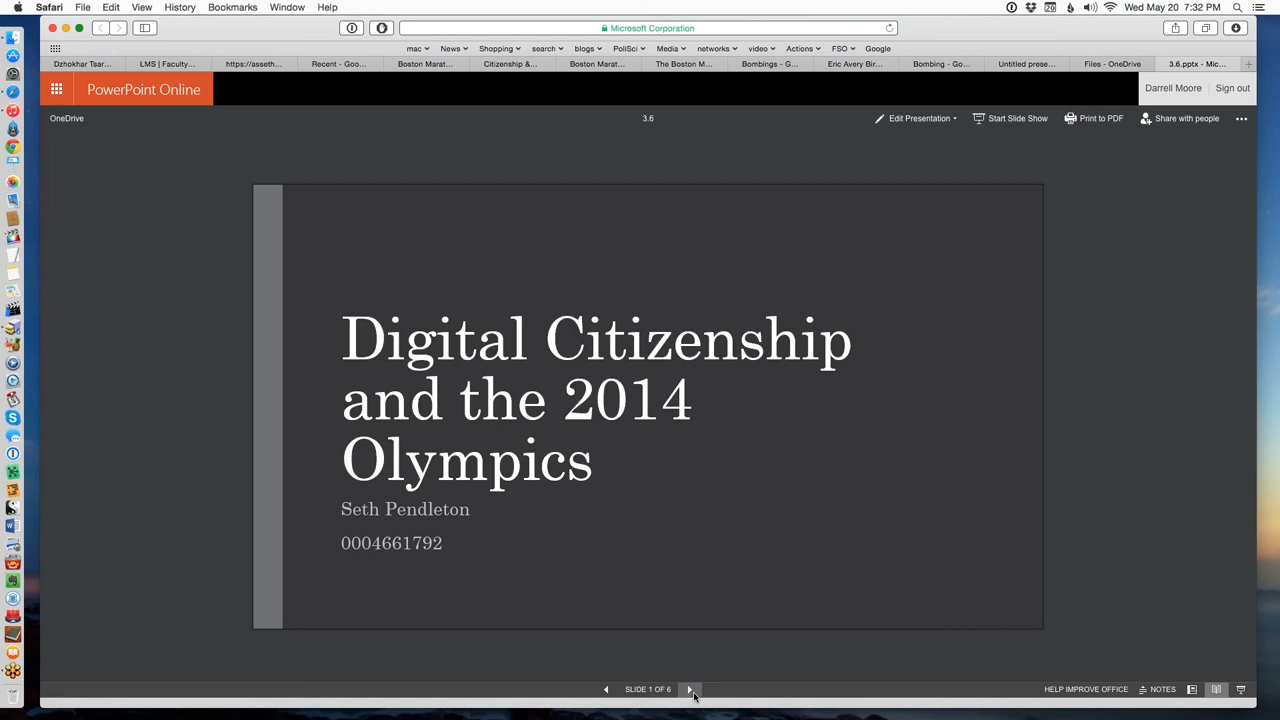 Safari File Edit View History Bookmarks Window Help Wed May 20 7:32 PM
Microsoft Corporation
mac News Shopping search blogs PoliSci Media networks video Actions FSO Google
Dzhokhar Tsar... LMS | Faculty... https://asseth... Recent - Goo... Boston Marat... Citizenship &... Boston Marat... The Boston M... Bombings - G... Eric Avery Bir... Bombing - Go... Untitled prese... Files - OneDrive 3.6.pptx - Mic...
PowerPoint Online Darrell Moore Sign out
OneDrive 3.6 Edit Presentation Start Slide Show Print to PDF Share with people
Digital Citizenship
and the 2014
Olympics
Seth Pendleton
0004661792
SLIDE 1 OF 6 HELP IMPROVE OFFICE NOTES